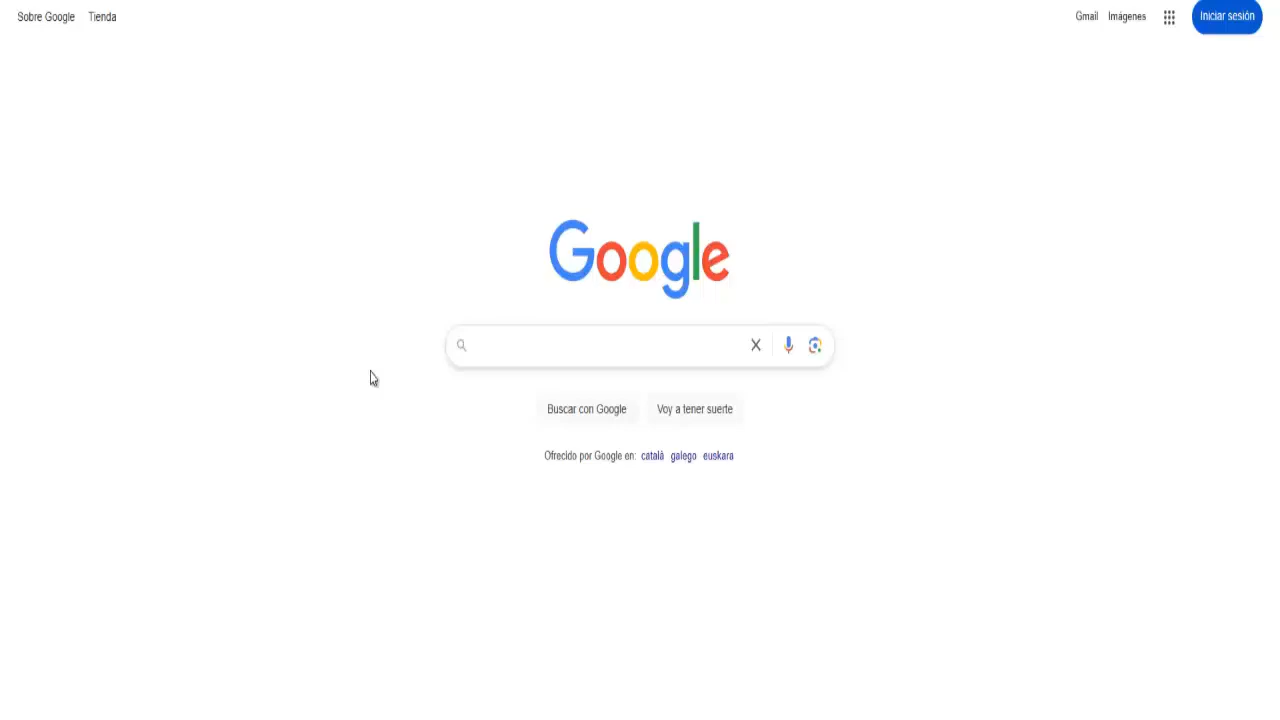 Sobre Google Tienda Gmail Imágenes Iniciar sesión
Google
Buscar con Google Voy a tener suerte
Ofrecido por Google en: català galego euskara